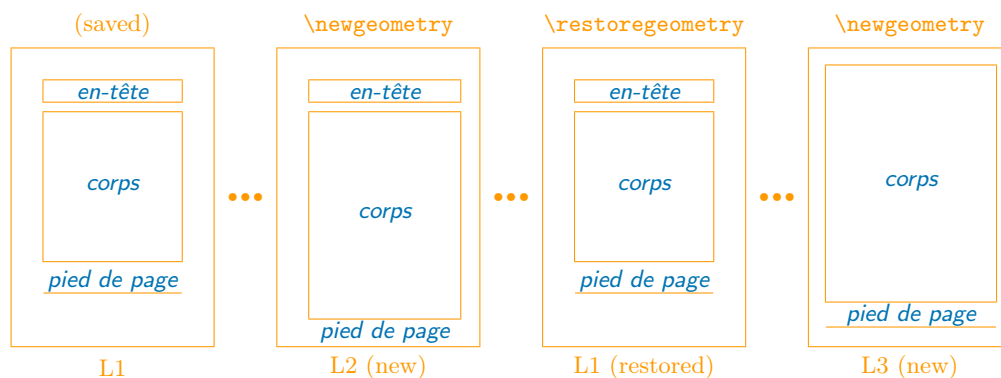 (saved) \newgeometry \restoregeometry \newgeometry
en-tête en-tête en-tête
corps corps corps corps
••• ••• •••
pied de page pied de page pied de page pied de page
L1 L2 (new) L1 (restored) L3 (new)